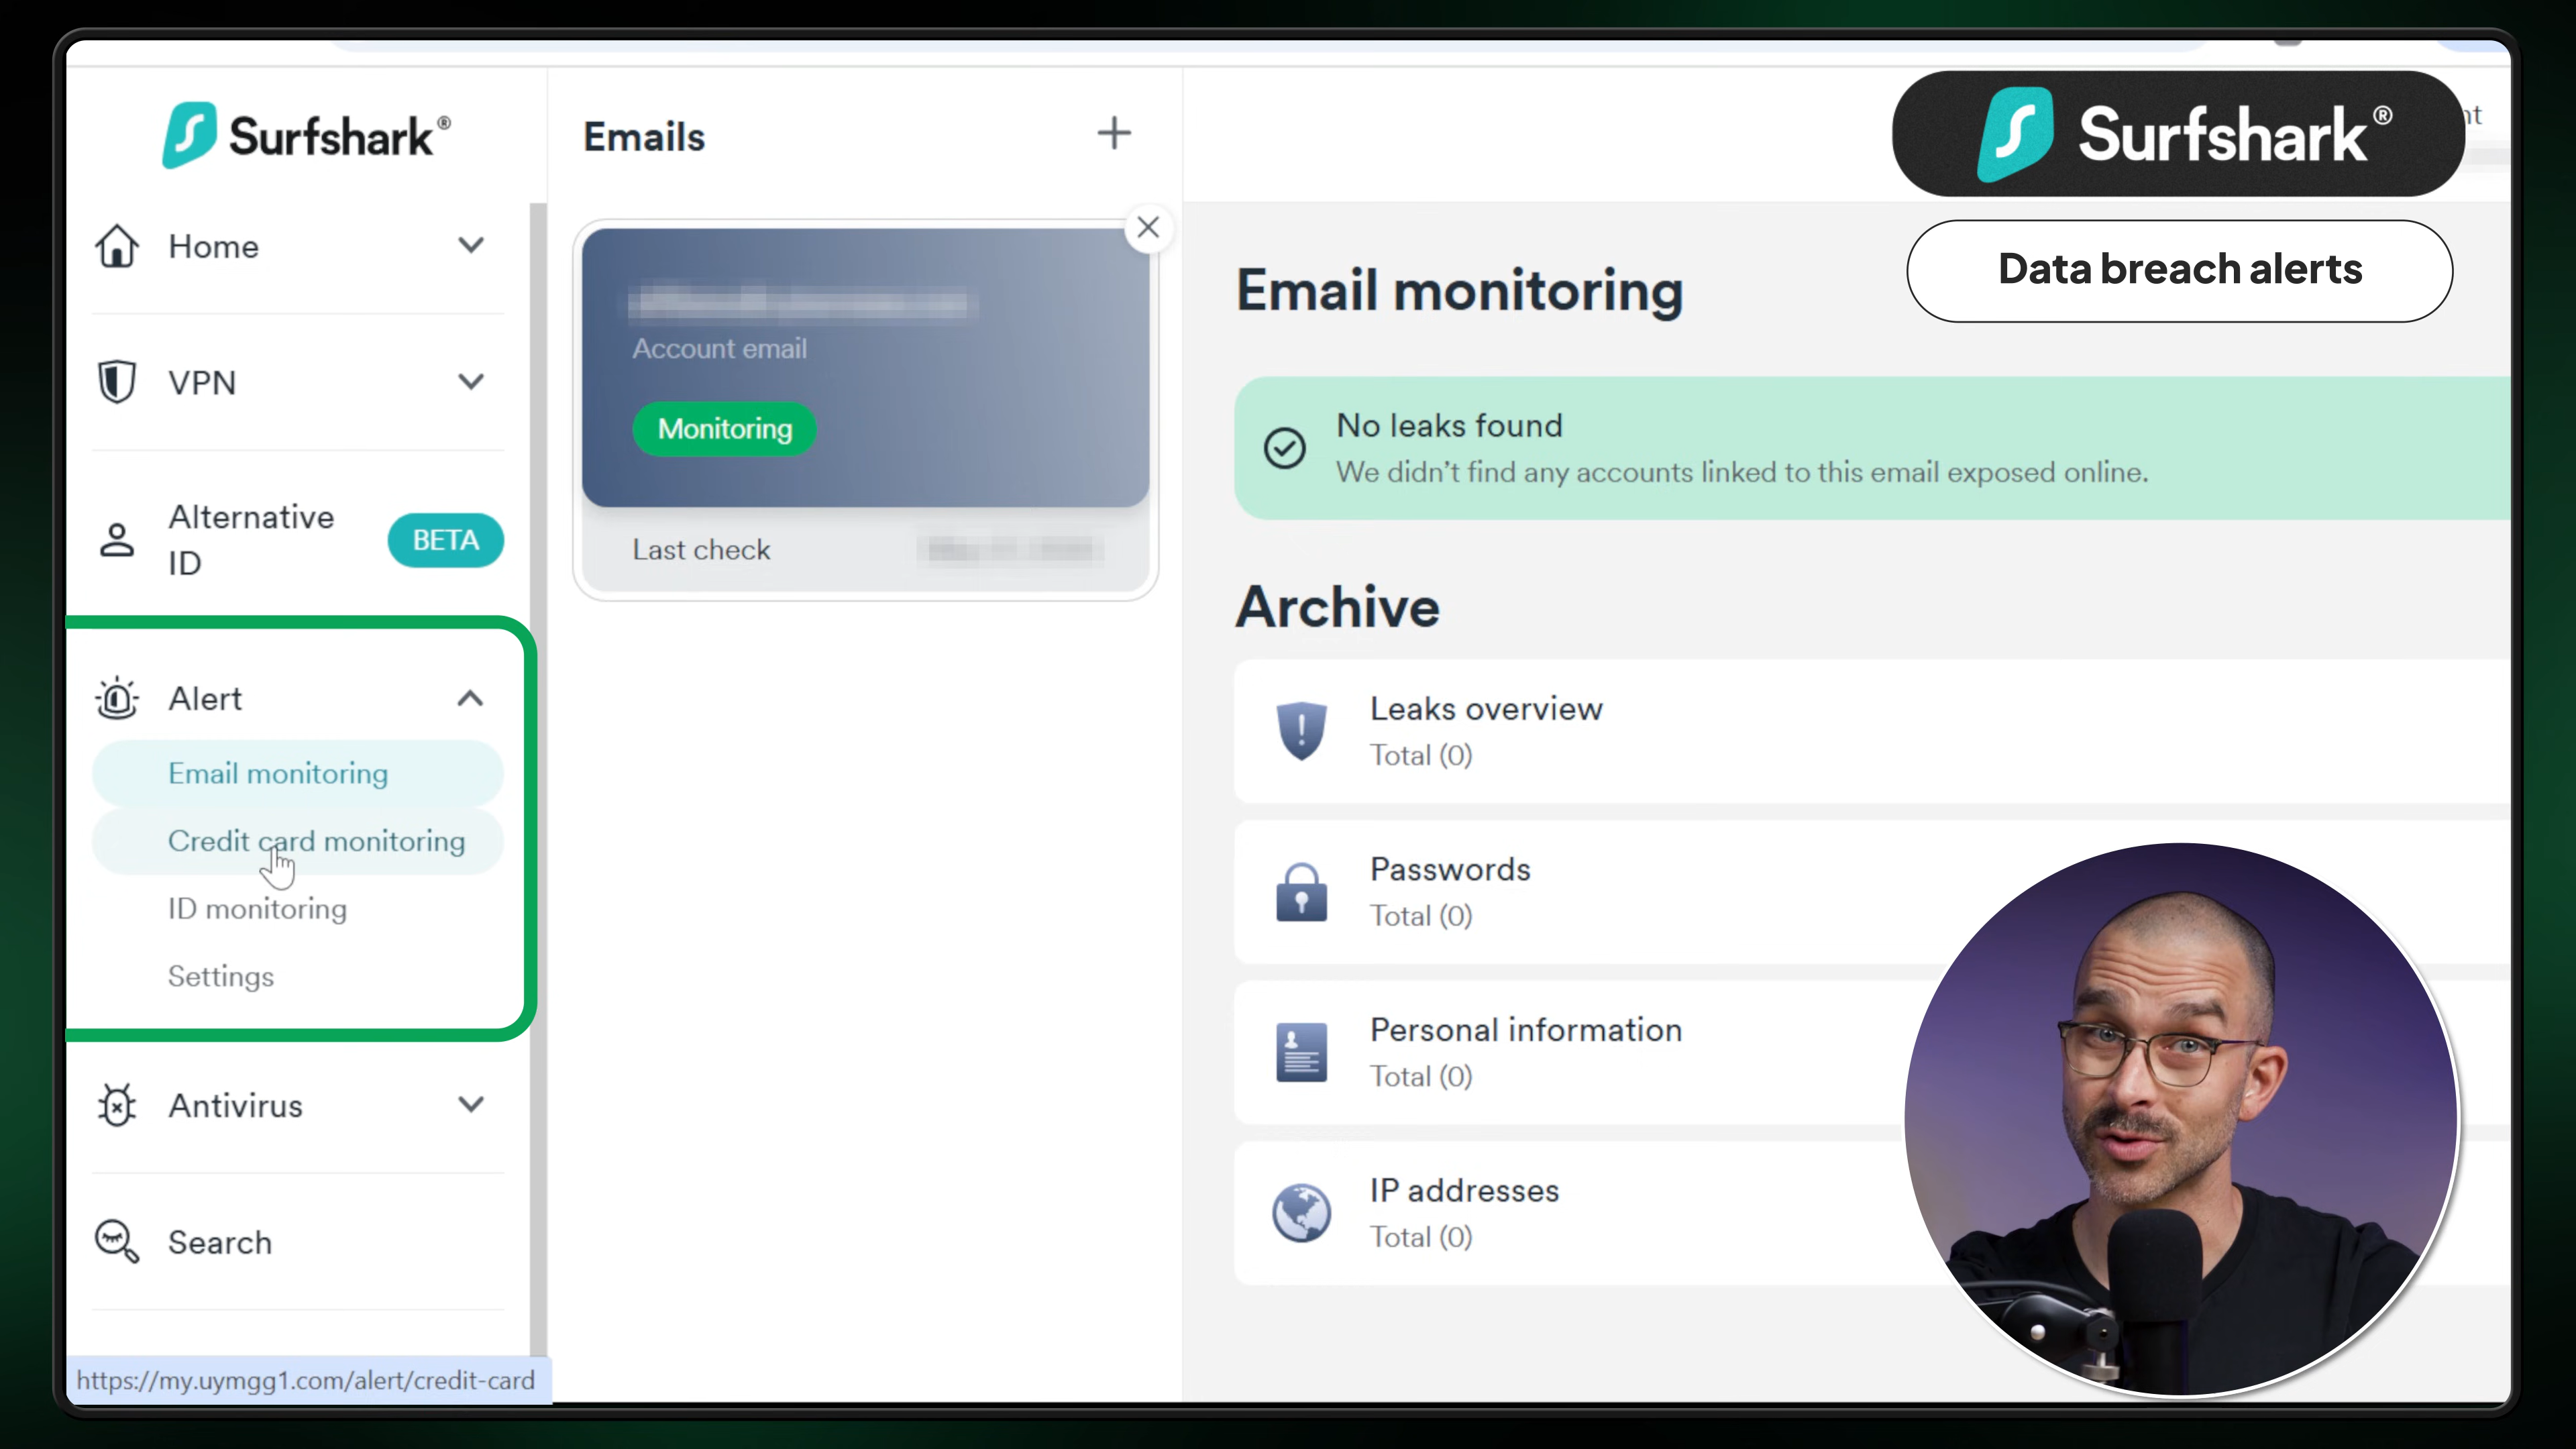 Surfshark®
Home
VPN
Alternative
ID
BETA
Alert
Email monitoring
Credit card monitoring
ID monitoring
Settings
Antivirus
Search
https://my.uymgg1.com/alert/credit-card
Emails
Account email
Monitoring
Last check
Surfshark®
Data breach alerts
Email monitoring
No leaks found
We didn't find any accounts linked to this email exposed online.
Archive
Leaks overview
Total (0)
Passwords
Total (0)
Personal information
Total (0)
IP addresses
Total (0)